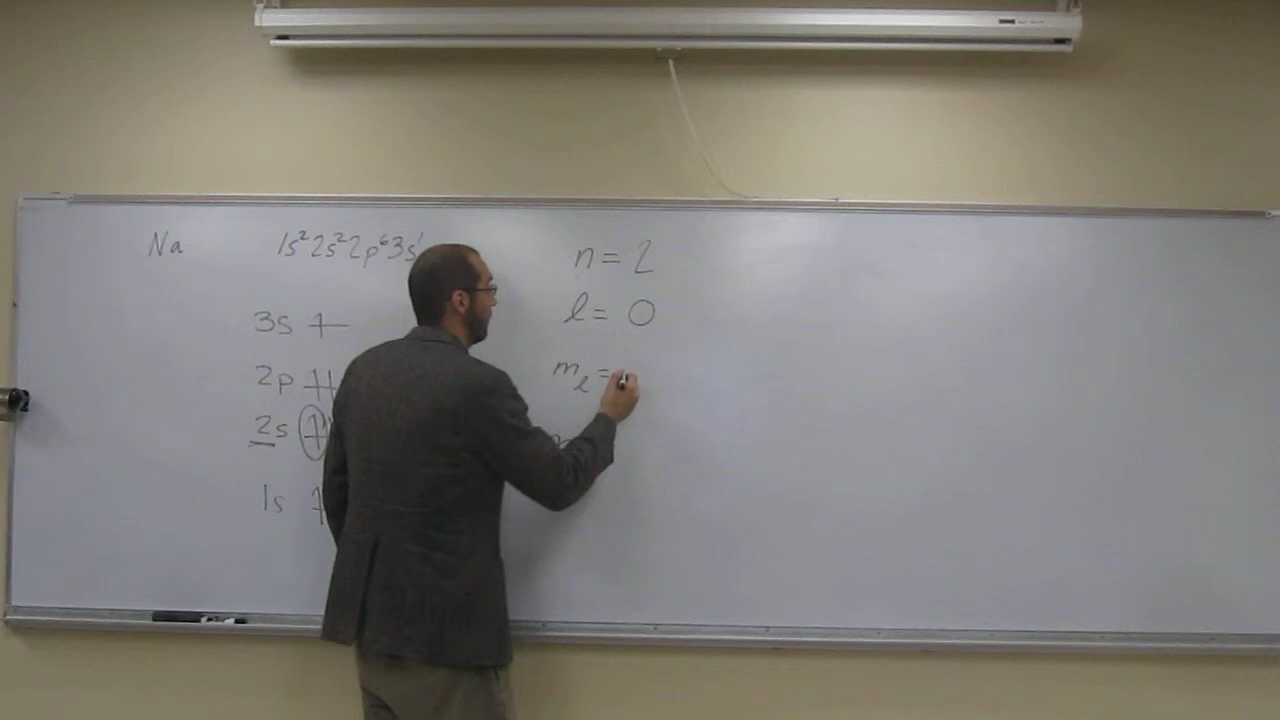 Na 1s²2s²2p⁶3s¹
3s
2p
2s
1s
n = 2
l = 0
mₗ =